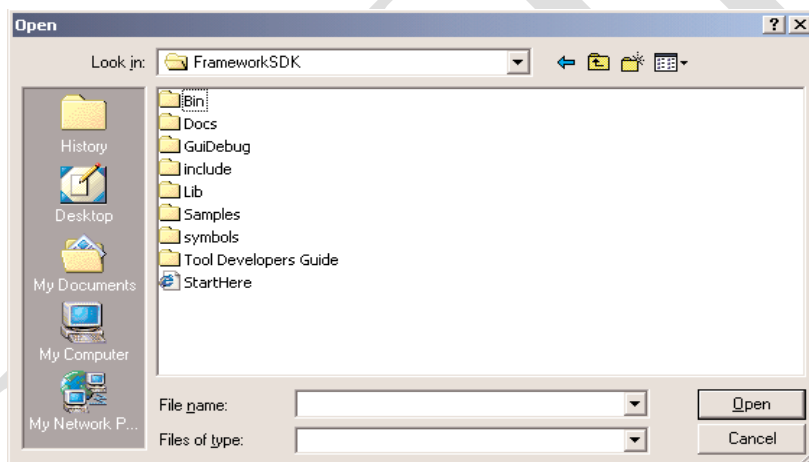 Open
Look in: FrameworkSDK
History
Desktop
My Documents
My Computer
My Network P...
Bin
Docs
GuiDebug
include
Lib
Samples
symbols
Tool Developers Guide
StartHere
File name:
Open
Files of type:
Cancel